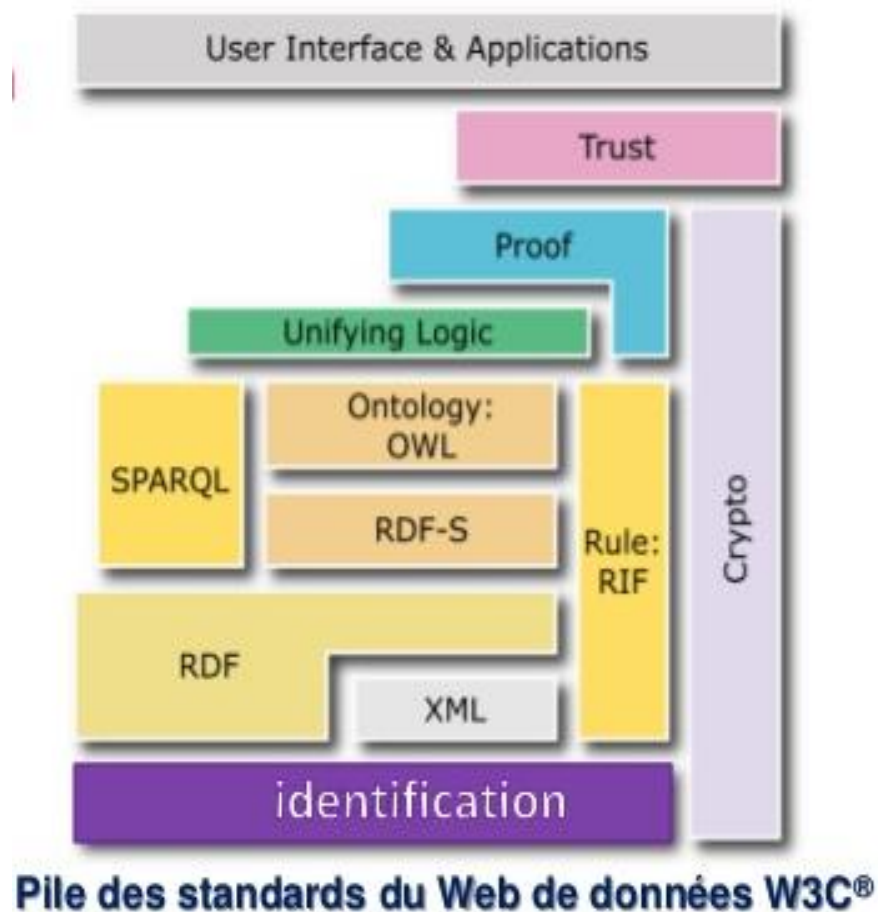 User Interface & Applications
Trust
Proof
Unifying Logic
Ontology:
OWL
SPARQL
RDF-S
Rule:
RIF
Crypto
RDF
XML
identification
Pile des standards du Web de données W3C®